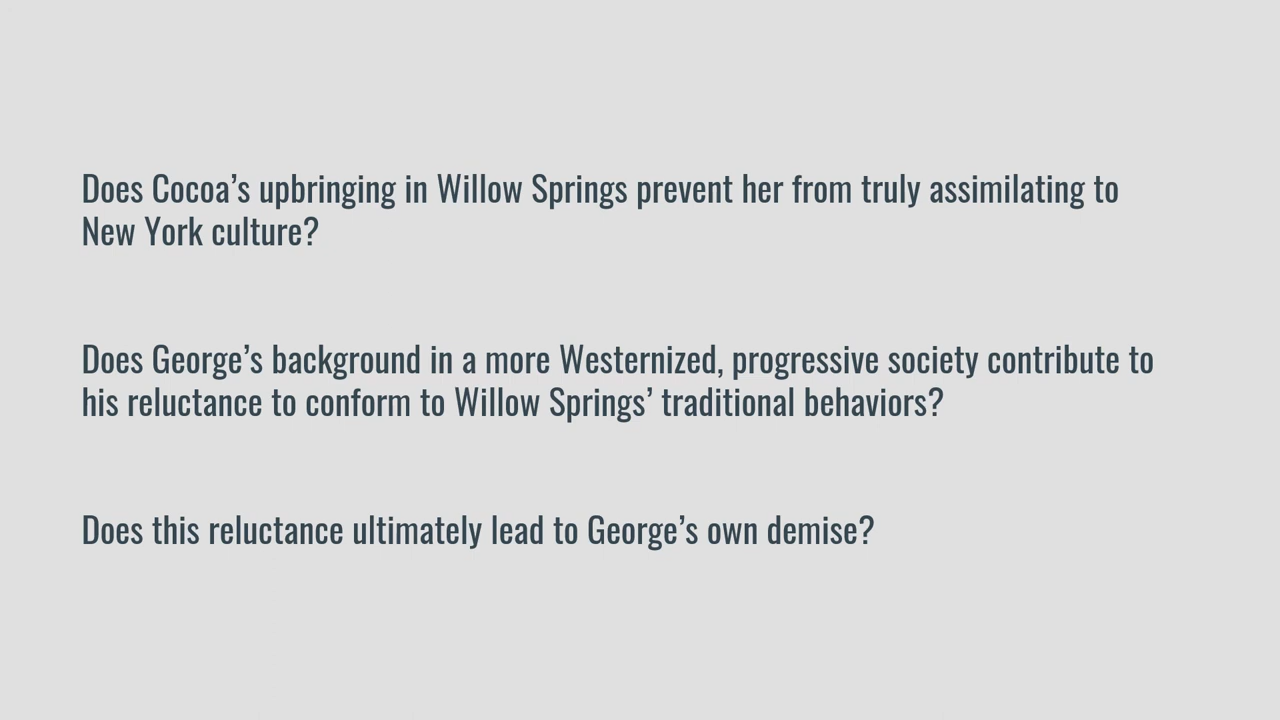 Does Cocoa’s upbringing in Willow Springs prevent her from truly assimilating to
New York culture?
Does George’s background in a more Westernized, progressive society contribute to
his reluctance to conform to Willow Springs’ traditional behaviors?
Does this reluctance ultimately lead to George’s own demise?